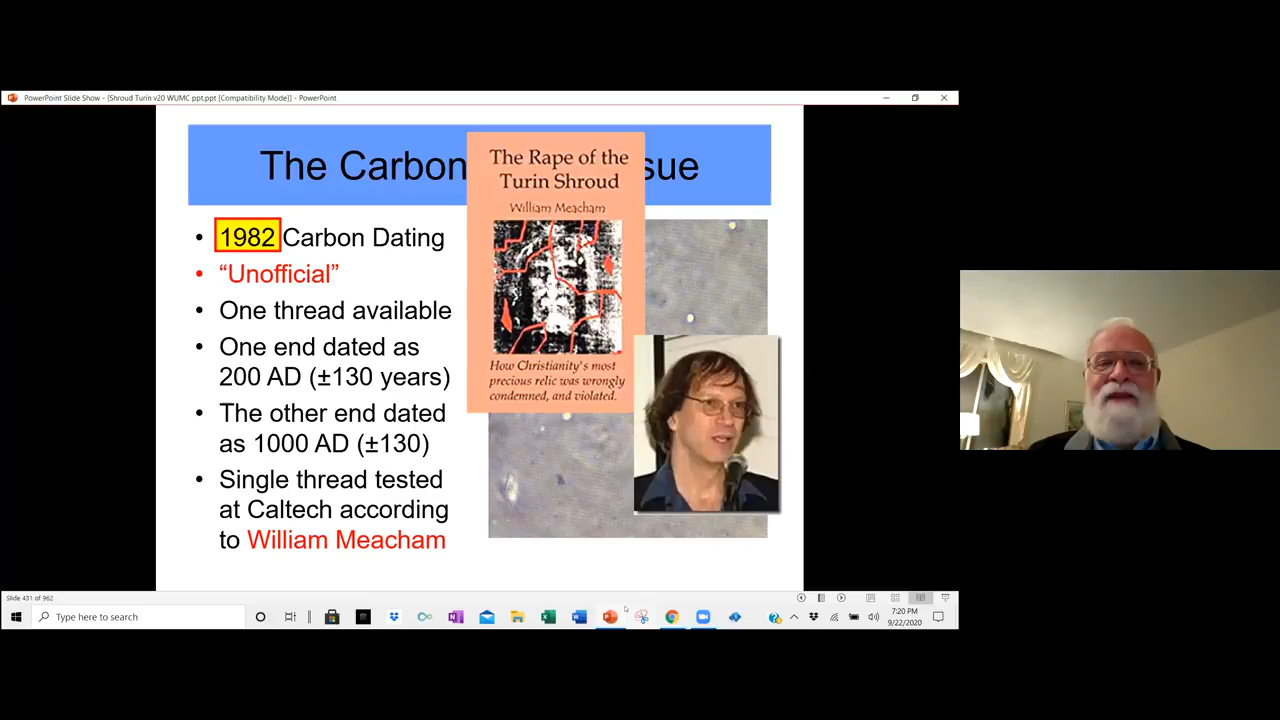 PowerPoint Slide Show - [Shroud Turin v20 WUMC ppt.ppt [Compatibility Mode]] - PowerPoint
The Carbon sue
The Rape of the
Turin Shroud
William Meacham
How Christianity's most
precious relic was wrongly
condemned, and violated.
• 1982 Carbon Dating
• “Unofficial”
• One thread available
• One end dated as
200 AD (±130 years)
• The other end dated
as 1000 AD (±130)
• Single thread tested
at Caltech according
to William Meacham
Slide 431 of 962
Type here to search
7:20 PM
9/22/2020